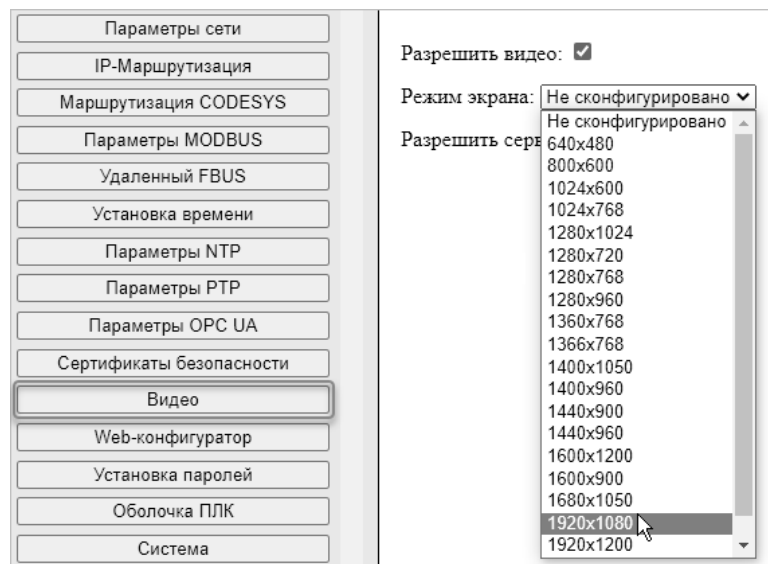 Параметры сети
IP-Маршрутизация
Маршрутизация CODESYS
Параметры MODBUS
Удаленный FBUS
Установка времени
Параметры NTP
Параметры PTP
Параметры OPC UA
Сертификаты безопасности
Видео
Web-конфигуратор
Установка паролей
Оболочка ПЛК
Система
Разрешить видео:
Режим экрана: Не сконфигурировано
Разрешить
Не сконфигурировано
640x480
800x600
1024x600
1024x768
1280x1024
1280x720
1280x768
1280x960
1360x768
1366x768
1400x1050
1400x960
1440x900
1440x960
1600x1200
1600x900
1680x1050
1920x1080
1920x1200